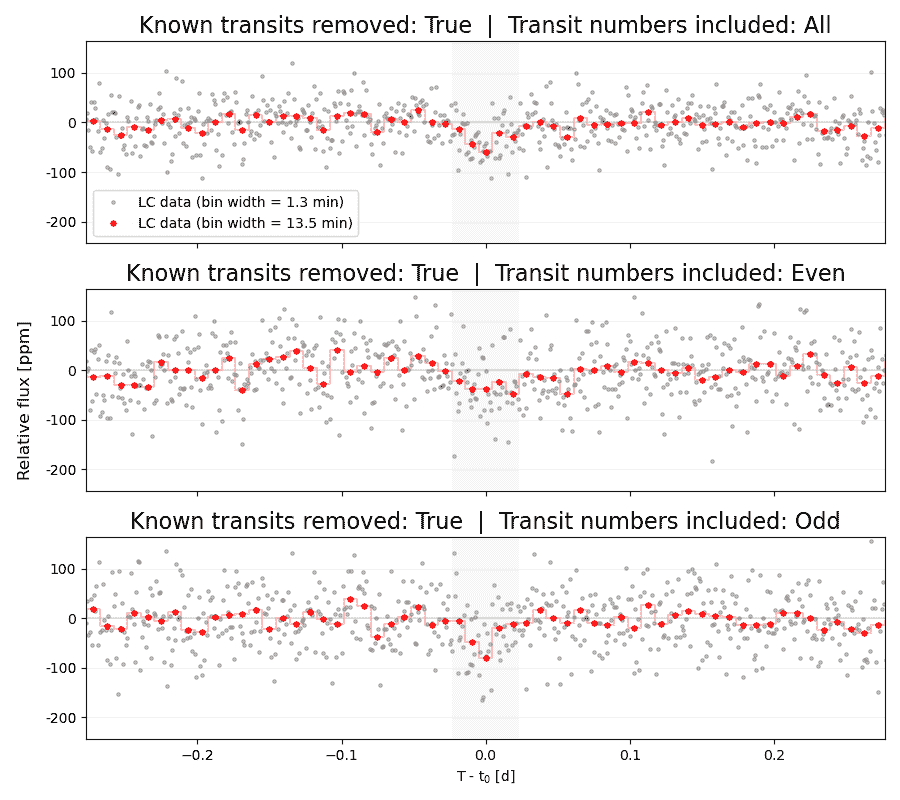 Known transits removed: True | Transit numbers included: All
100
0
-100
-200
LC data (bin width = 1.3 min)
LC data (bin width = 13.5 min)
Known transits removed: True | Transit numbers included: Even
100
0
-100
-200
Relative flux [ppm]
Known transits removed: True | Transit numbers included: Odd
100
0
-100
-200
−0.2 −0.1 0.0 0.1 0.2
T - t₀ [d]